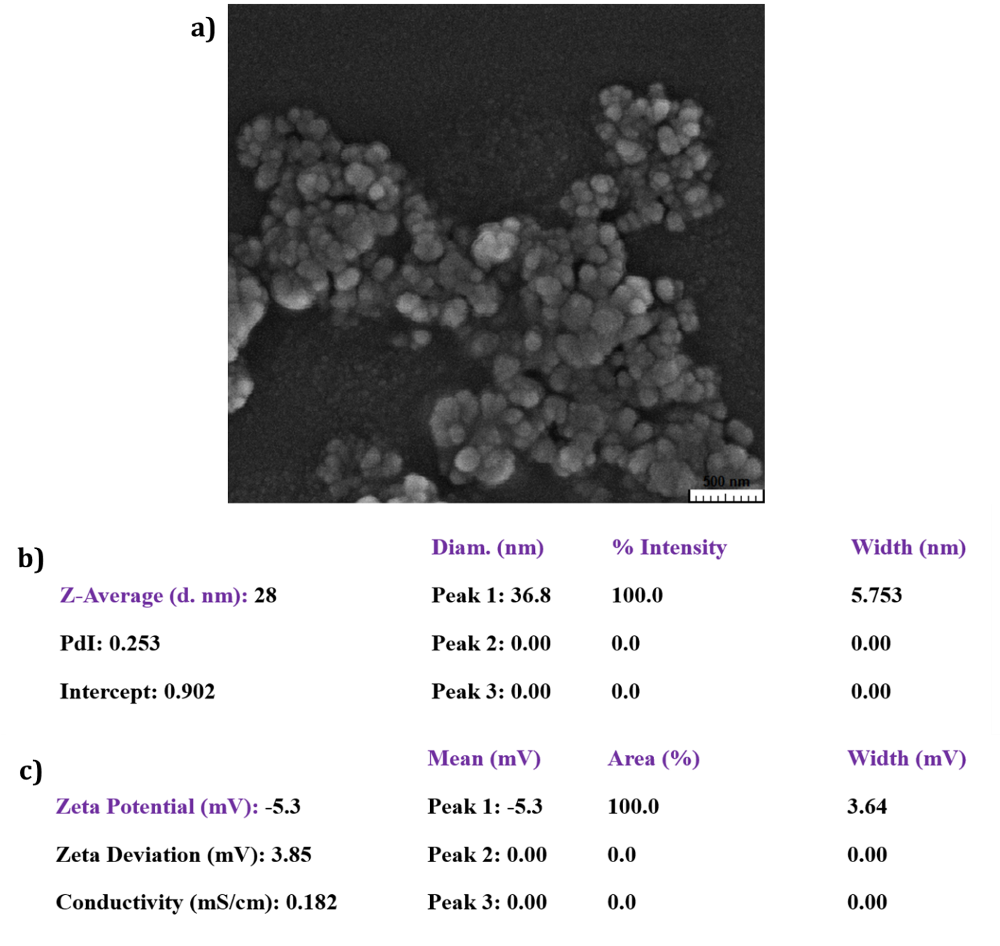 a)
500 nm
b)
Diam. (nm) % Intensity Width (nm)
Z-Average (d. nm): 28 Peak 1: 36.8 100.0 5.753
PdI: 0.253 Peak 2: 0.00 0.0 0.00
Intercept: 0.902 Peak 3: 0.00 0.0 0.00
c)
Mean (mV) Area (%) Width (mV)
Zeta Potential (mV): -5.3 Peak 1: -5.3 100.0 3.64
Zeta Deviation (mV): 3.85 Peak 2: 0.00 0.0 0.00
Conductivity (mS/cm): 0.182 Peak 3: 0.00 0.0 0.00